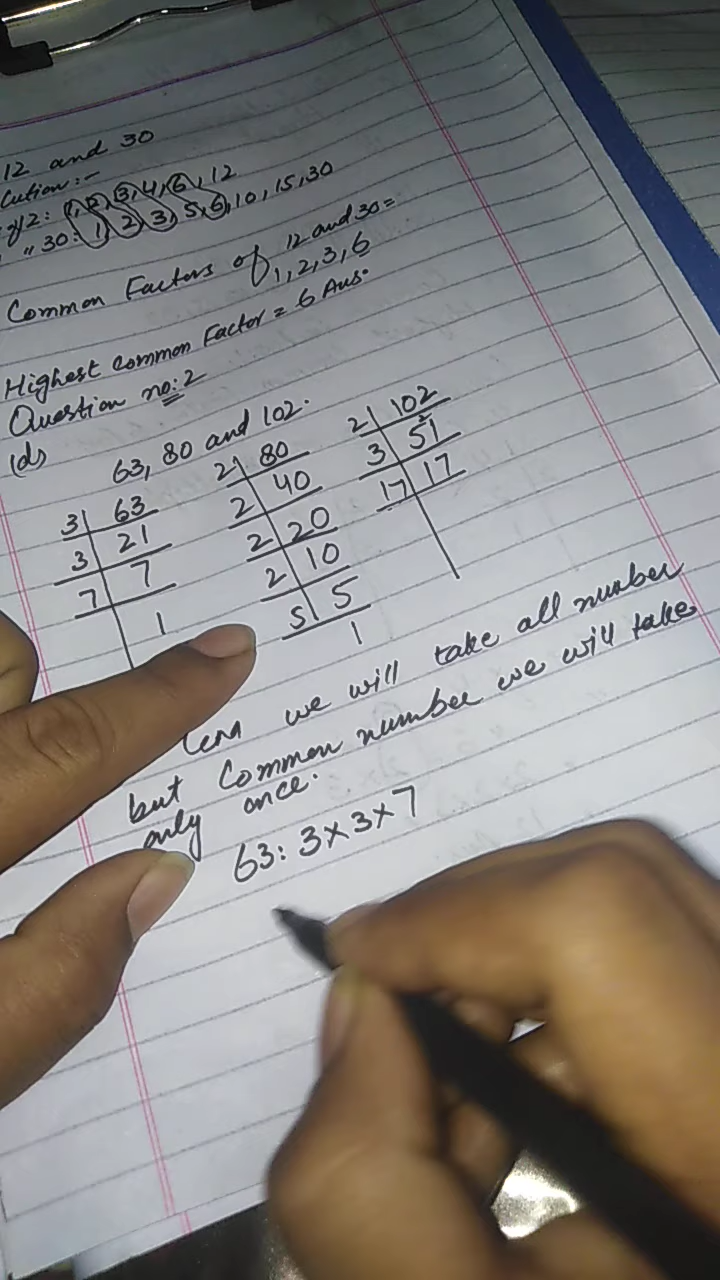 12 and 30
cution:-
f12: 1, 2, 3, 4, 6, 12
" 30: 1, 2, 3, 5, 6, 10, 15, 30
Common Factors of 12 and 30 =
1, 2, 3, 6
Highest common Factor = 6 Ans.
Question no:2
(d)
63, 80 and 102.
3 63
3 21
7 7
1
2 80
2 40
2 20
2 10
5 5
1
2 102
3 51
17 17
we will take all number
but Common number we will take
only once.
63: 3×3×7